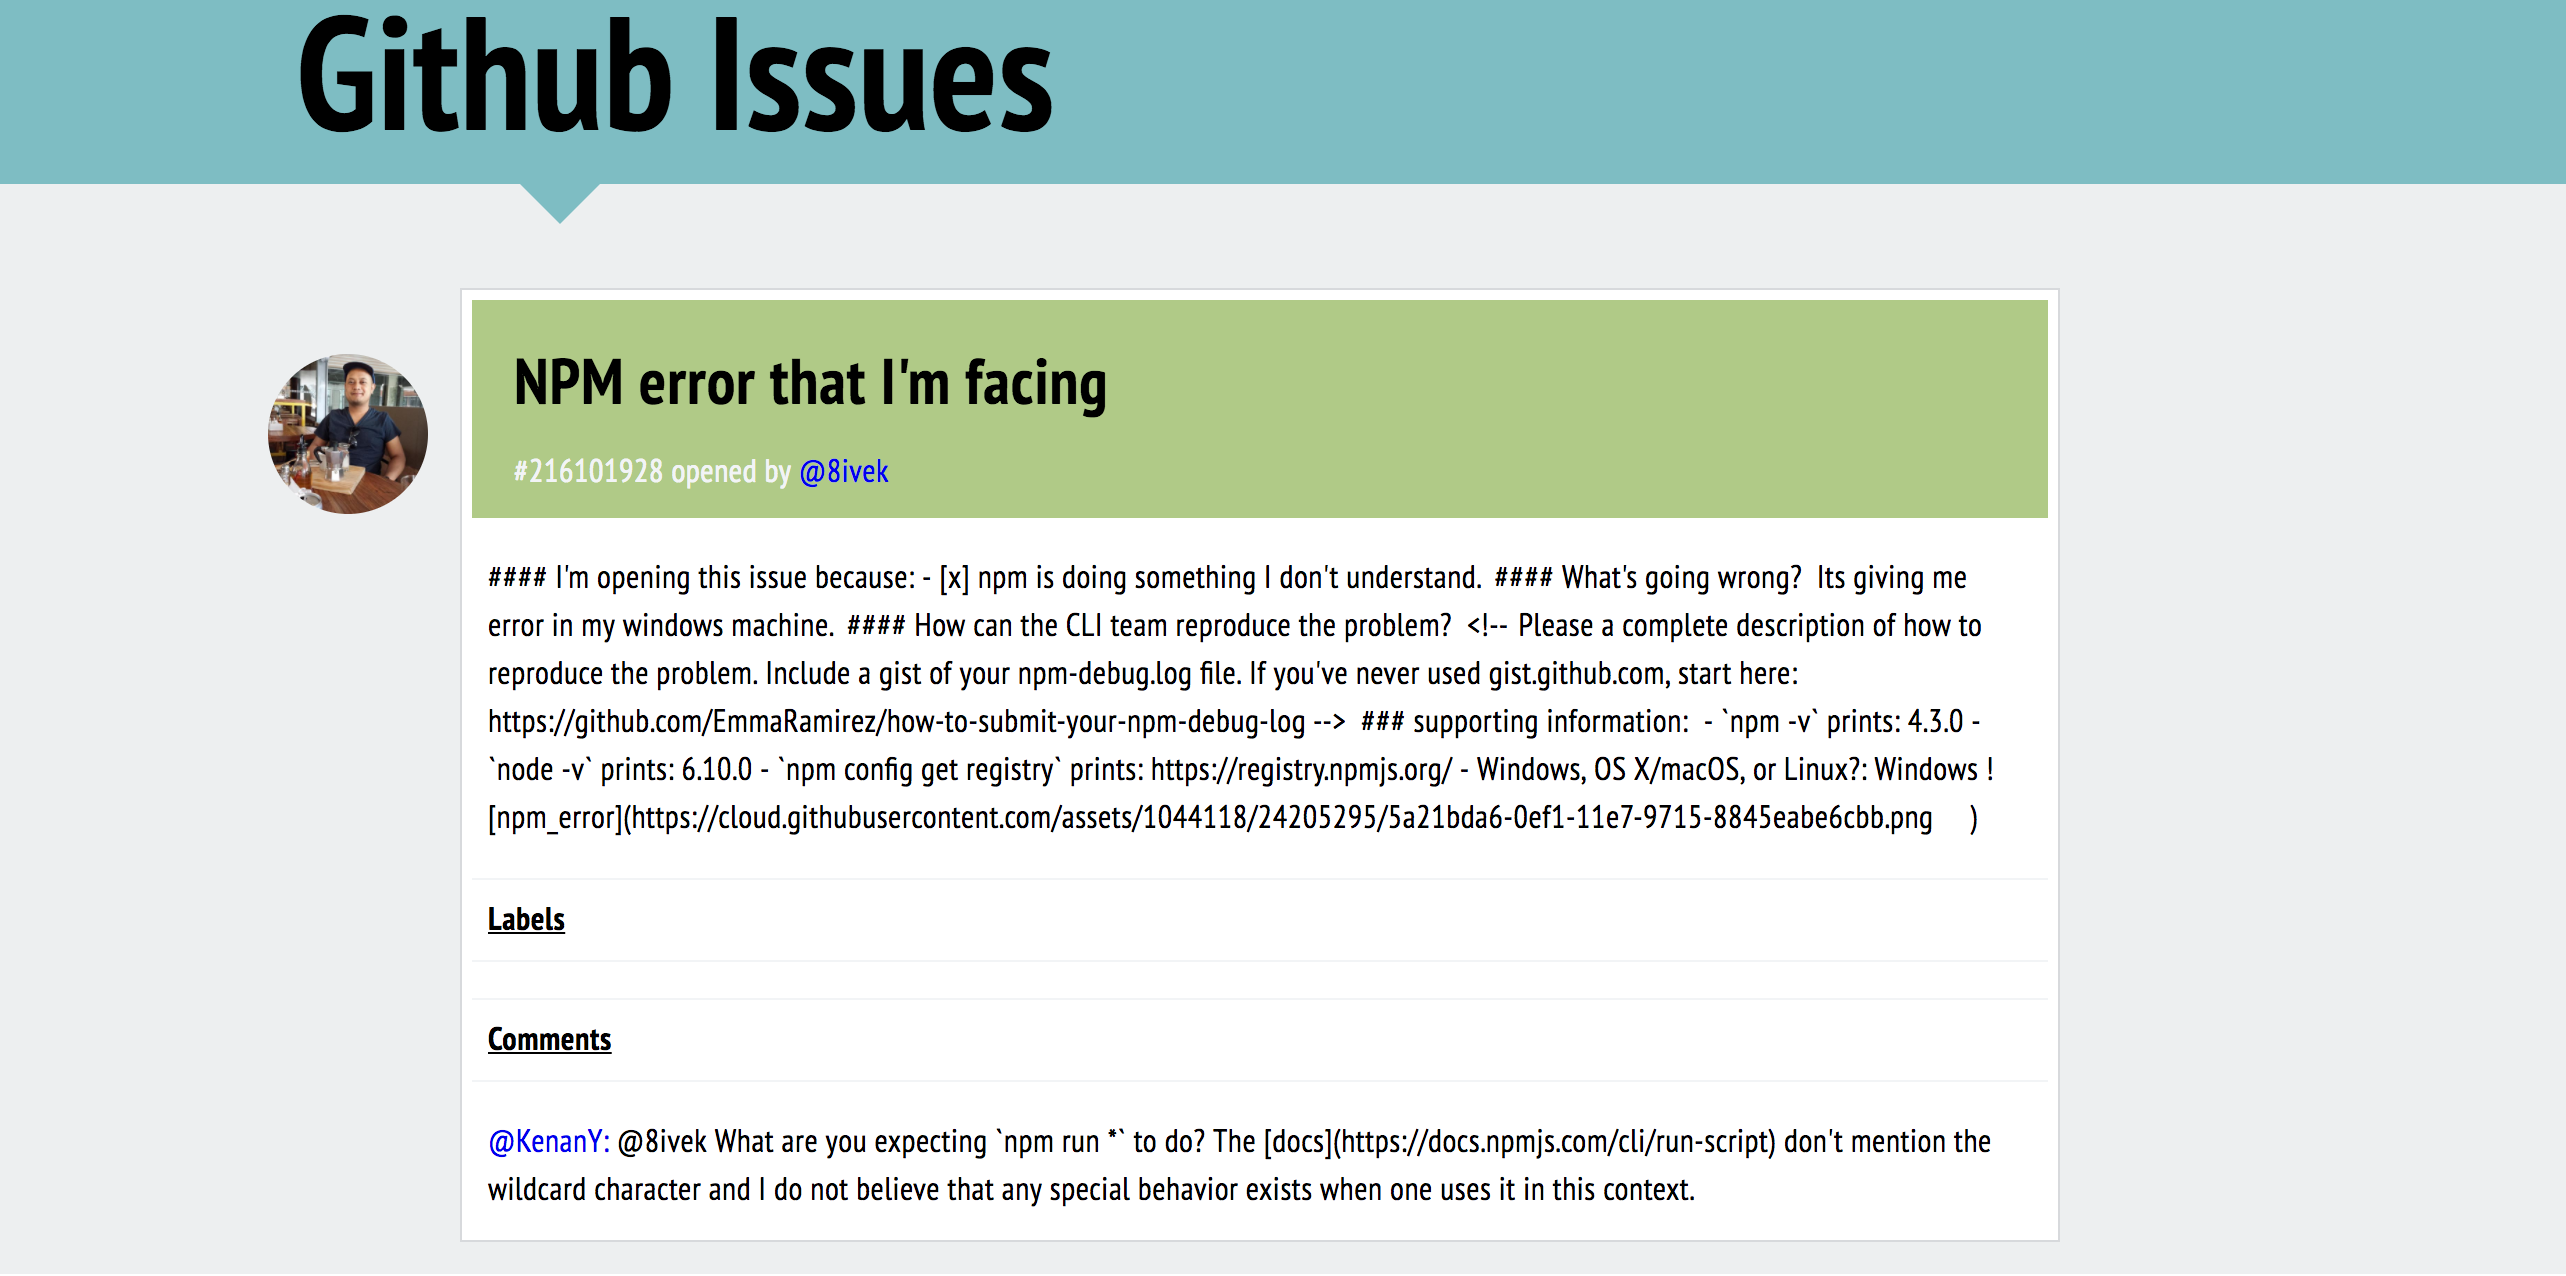 Github Issues
NPM error that I'm facing
#216101928 opened by @8ivek
#### I'm opening this issue because: - [x] npm is doing something I don't understand. #### What's going wrong? Its giving me
error in my windows machine. #### How can the CLI team reproduce the problem? <!-- Please a complete description of how to
reproduce the problem. Include a gist of your npm-debug.log file. If you've never used gist.github.com, start here:
https://github.com/EmmaRamirez/how-to-submit-your-npm-debug-log --> ### supporting information: - `npm -v` prints: 4.3.0 -
`node -v` prints: 6.10.0 - `npm config get registry` prints: https://registry.npmjs.org/ - Windows, OS X/macOS, or Linux?: Windows !
[npm_error](https://cloud.githubusercontent.com/assets/1044118/24205295/5a21bda6-0ef1-11e7-9715-8845eabe6cbb.png )
Labels
Comments
@KenanY: @8ivek What are you expecting `npm run *` to do? The [docs](https://docs.npmjs.com/cli/run-script) don't mention the
wildcard character and I do not believe that any special behavior exists when one uses it in this context.